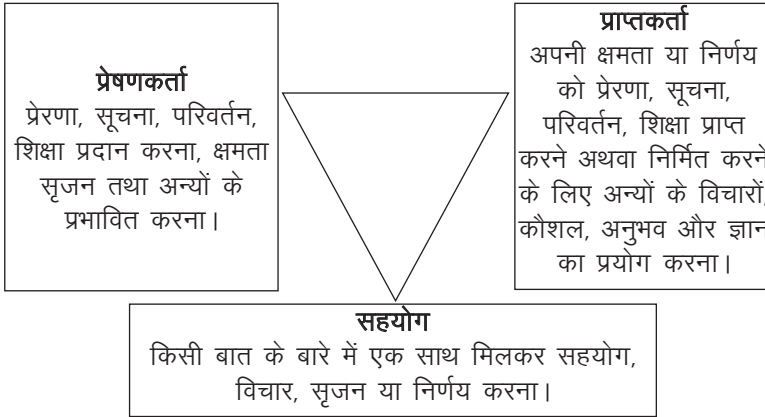 प्रेषणकर्ता
प्रेरणा, सूचना, परिवर्तन,
शिक्षा प्रदान करना, क्षमता
सृजन तथा अन्यों के
प्रभावित करना।
प्राप्तकर्ता
अपनी क्षमता या निर्णय
को प्रेरणा, सूचना,
परिवर्तन, शिक्षा प्राप्त
करने अथवा निर्मित करने
के लिए अन्यों के विचारों,
कौशल, अनुभव और ज्ञान
का प्रयोग करना।
सहयोग
किसी बात के बारे में एक साथ मिलकर सहयोग,
विचार, सृजन या निर्णय करना।